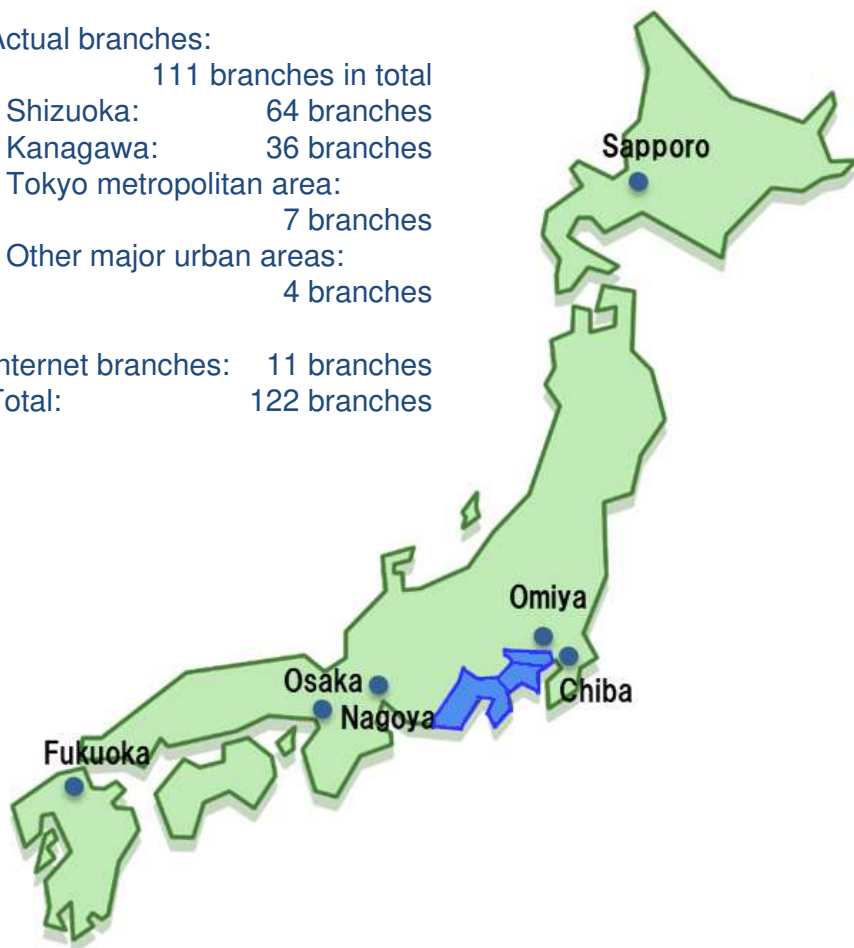 Actual branches:
111 branches in total
Shizuoka: 64 branches
Kanagawa: 36 branches
Tokyo metropolitan area:
7 branches
Other major urban areas:
4 branches
Internet branches: 11 branches
Total: 122 branches
Sapporo
Omiya
Osaka
Chiba
Nagoya
Fukuoka